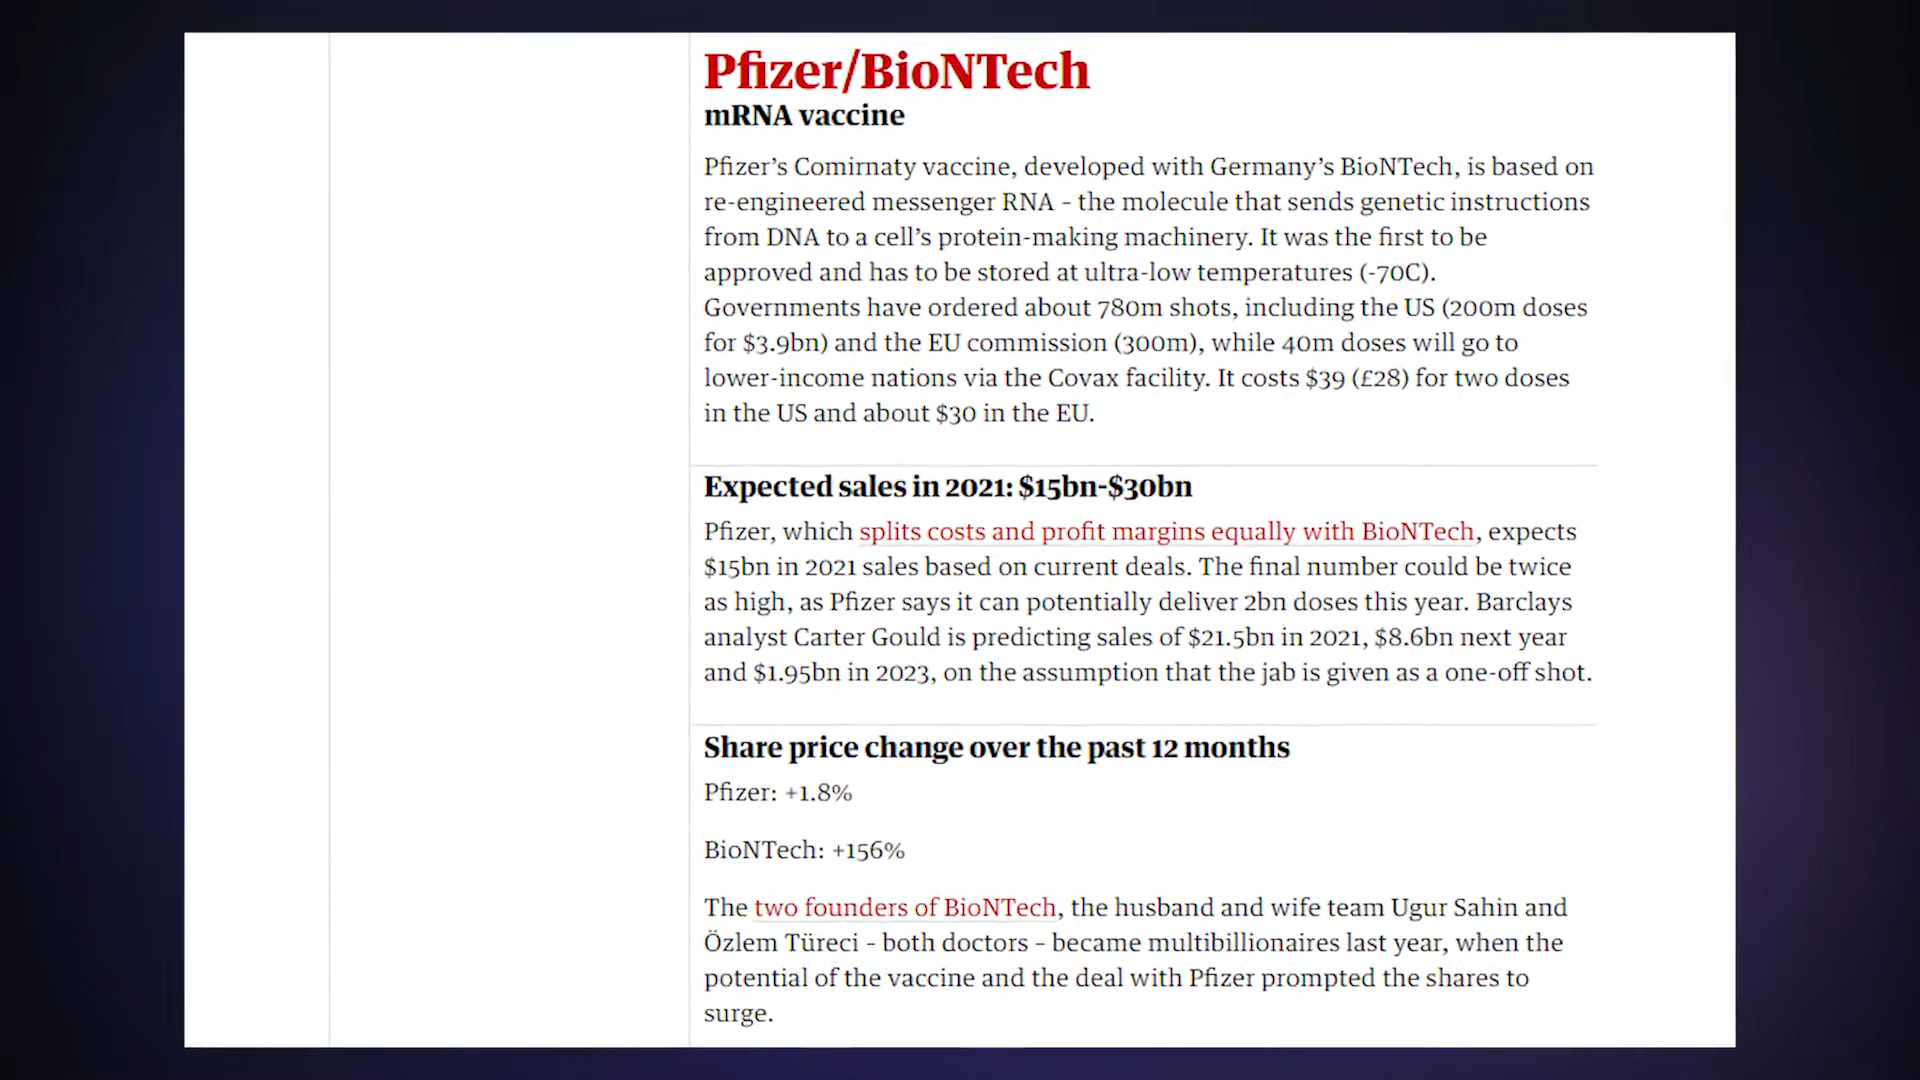 Pfizer/BioNTech
mRNA vaccine
Pfizer’s Comirnaty vaccine, developed with Germany’s BioNTech, is based on
re-engineered messenger RNA – the molecule that sends genetic instructions
from DNA to a cell’s protein-making machinery. It was the first to be
approved and has to be stored at ultra-low temperatures (-70C).
Governments have ordered about 780m shots, including the US (200m doses
for $3.9bn) and the EU commission (300m), while 40m doses will go to
lower-income nations via the Covax facility. It costs $39 (£28) for two doses
in the US and about $30 in the EU.
Expected sales in 2021: $15bn-$30bn
Pfizer, which splits costs and profit margins equally with BioNTech, expects
$15bn in 2021 sales based on current deals. The final number could be twice
as high, as Pfizer says it can potentially deliver 2bn doses this year. Barclays
analyst Carter Gould is predicting sales of $21.5bn in 2021, $8.6bn next year
and $1.95bn in 2023, on the assumption that the jab is given as a one-off shot.
Share price change over the past 12 months
Pfizer: +1.8%
BioNTech: +156%
The two founders of BioNTech, the husband and wife team Ugur Sahin and
Özlem Türeci – both doctors – became multibillionaires last year, when the
potential of the vaccine and the deal with Pfizer prompted the shares to
surge.